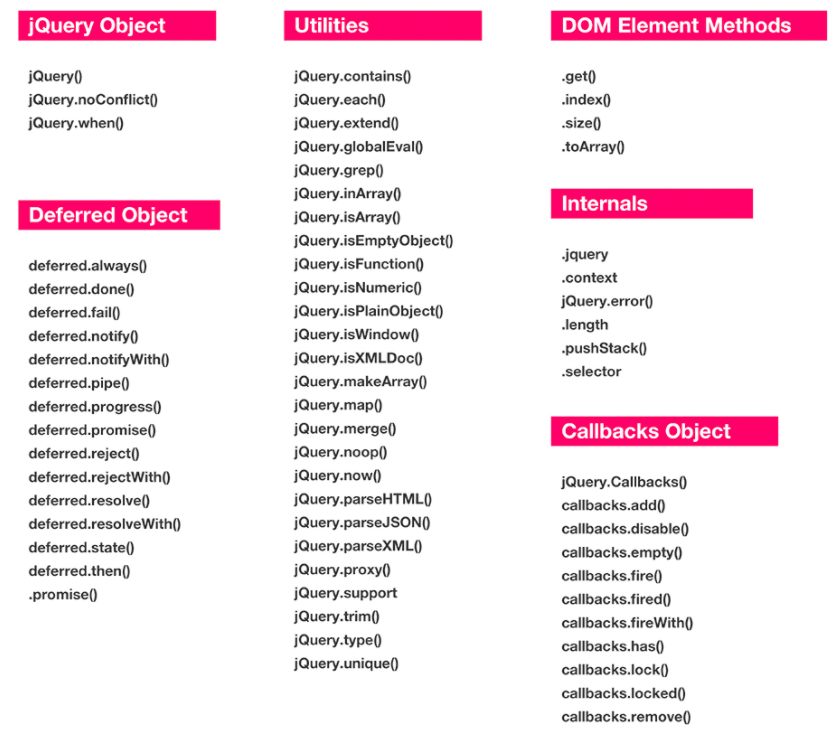 jQuery Object
jQuery()
jQuery.noConflict()
jQuery.when()
Deferred Object
deferred.always()
deferred.done()
deferred.fail()
deferred.notify()
deferred.notifyWith()
deferred.pipe()
deferred.progress()
deferred.promise()
deferred.reject()
deferred.rejectWith()
deferred.resolve()
deferred.resolveWith()
deferred.state()
deferred.then()
.promise()
Utilities
jQuery.contains()
jQuery.each()
jQuery.extend()
jQuery.globalEval()
jQuery.grep()
jQuery.inArray()
jQuery.isArray()
jQuery.isEmptyObject()
jQuery.isFunction()
jQuery.isNumeric()
jQuery.isPlainObject()
jQuery.isWindow()
jQuery.isXMLDoc()
jQuery.makeArray()
jQuery.map()
jQuery.merge()
jQuery.noop()
jQuery.now()
jQuery.parseHTML()
jQuery.parseJSON()
jQuery.parseXML()
jQuery.proxy()
jQuery.support
jQuery.trim()
jQuery.type()
jQuery.unique()
DOM Element Methods
.get()
.index()
.size()
.toArray()
Internals
.jquery
.context
jQuery.error()
.length
.pushStack()
.selector
Callbacks Object
jQuery.Callbacks()
callbacks.add()
callbacks.disable()
callbacks.empty()
callbacks.fire()
callbacks.fired()
callbacks.fireWith()
callbacks.has()
callbacks.lock()
callbacks.locked()
callbacks.remove()